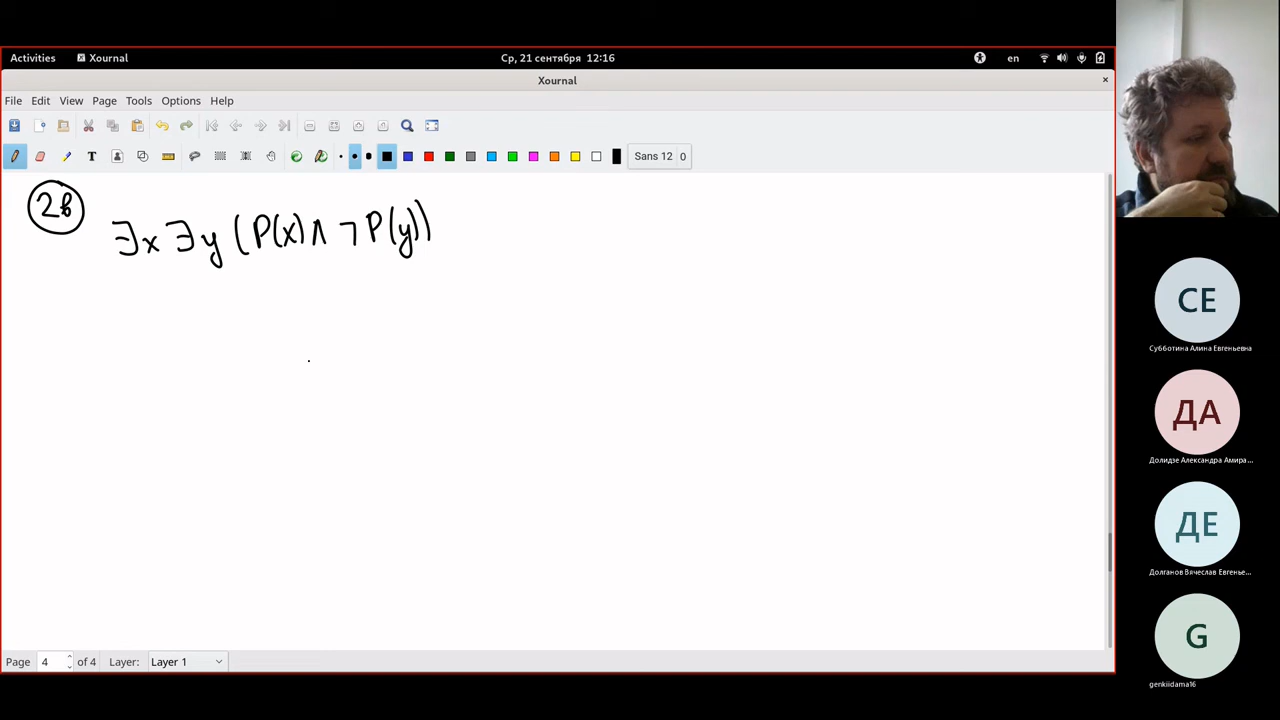 Activities Xournal Ср, 21 сентября 12:16 en
Xournal ×
File Edit View Page Tools Options Help
T Sans 12 0
2в ∃x ∃y (P(x) ∧ ¬P(y))
СЕ
Субботина Алина Евгеньевна
ДА
Долидзе Александра Амира...
ДЕ
Долганов Вячеслав Евгенье...
G
genkiidama16
Page 4 of 4 Layer: Layer 1